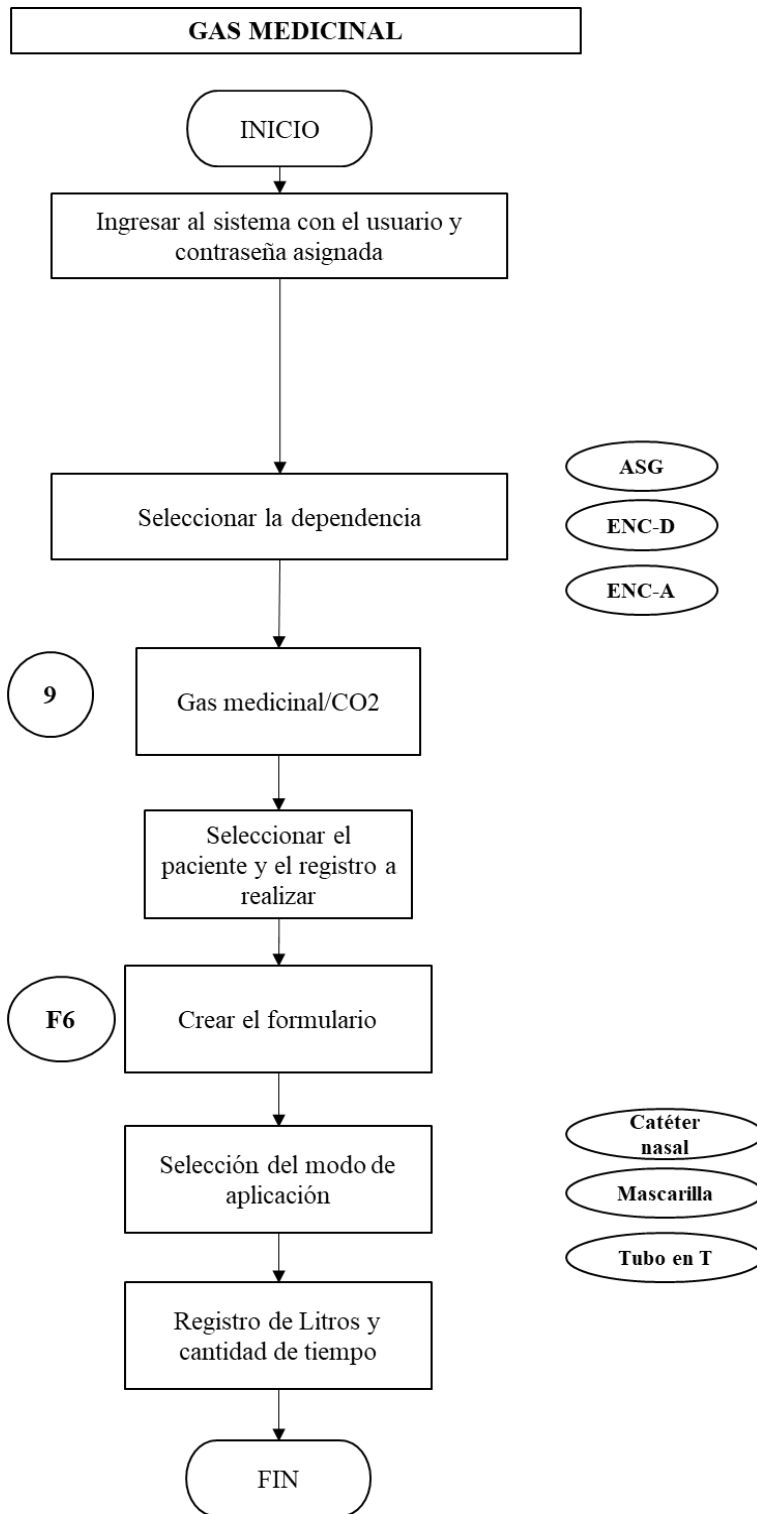 GAS MEDICINAL
INICIO
Ingresar al sistema con el usuario y
contraseña asignada
Seleccionar la dependencia
ASG
ENC-D
ENC-A
9
Gas medicinal/CO2
Seleccionar el
paciente y el registro a
realizar
F6
Crear el formulario
Selección del modo de
aplicación
Catéter
nasal
Mascarilla
Tubo en T
Registro de Litros y
cantidad de tiempo
FIN